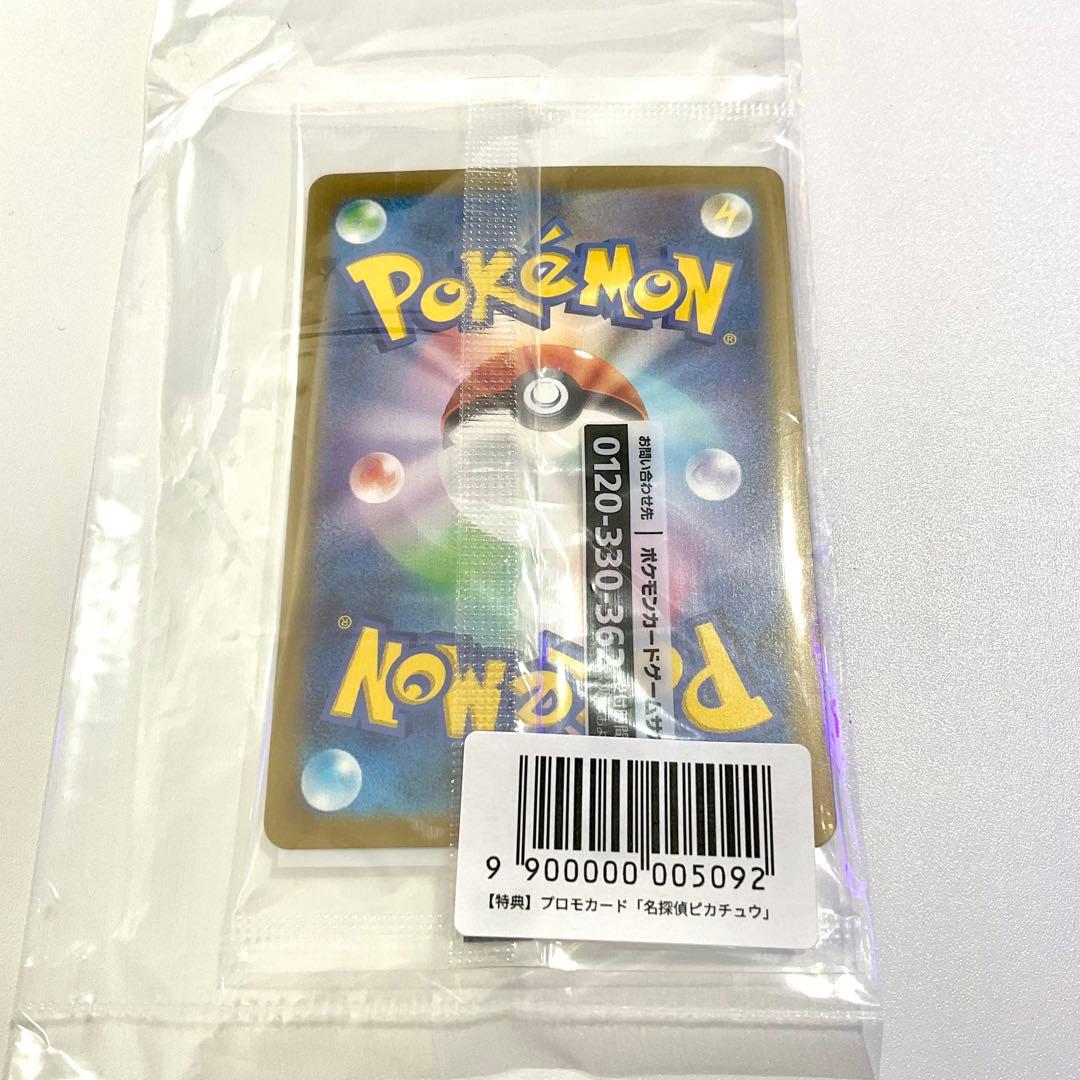 POKéMON
®
お問い合わせ先 ポケモンカードゲーム
0120-330-36
POKéMON
®
9 900000 005092
【特典】プロモカード「名探偵ピカチュウ」